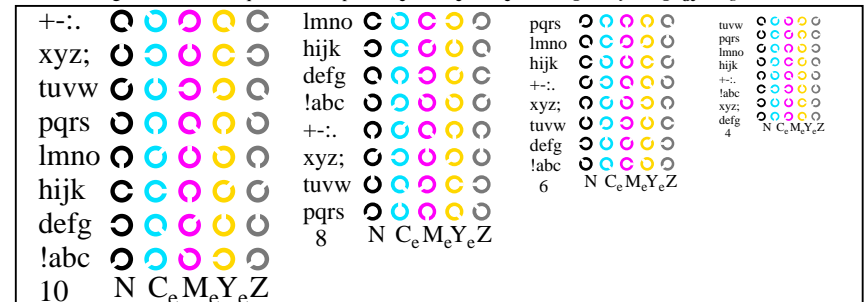 +-:.
xyz;
tuvw
pqrs
lmno
hijk
defg
!abc
10 N CeMeYeZ
lmno
hijk
defg
!abc
+-:.
xyz;
tuvw
pqrs
8 N CeMeYeZ
pqrs
lmno
hijk
+-:.
xyz;
tuvw
defg
!abc
6 N CeMeYeZ
tuvw
pqrs
lmno
hijk
+-:.
!abc
xyz;
defg
4 N CeMeYeZ